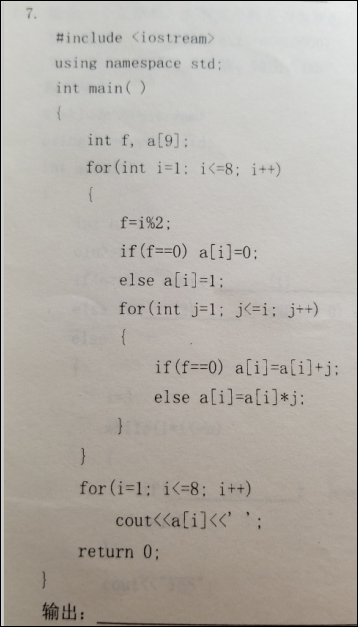 7.
#include <iostream>
using namespace std;
int main( )
{
int f, a[9];
for(int i=1; i<=8; i++)
{
f=i%2;
if(f==0) a[i]=0;
else a[i]=1;
for(int j=1; j<=i; j++)
{
if(f==0) a[i]=a[i]+j;
else a[i]=a[i]*j;
}
}
for(i=1; i<=8; i++)
cout<<a[i]<<' ';
return 0;
}
输出: